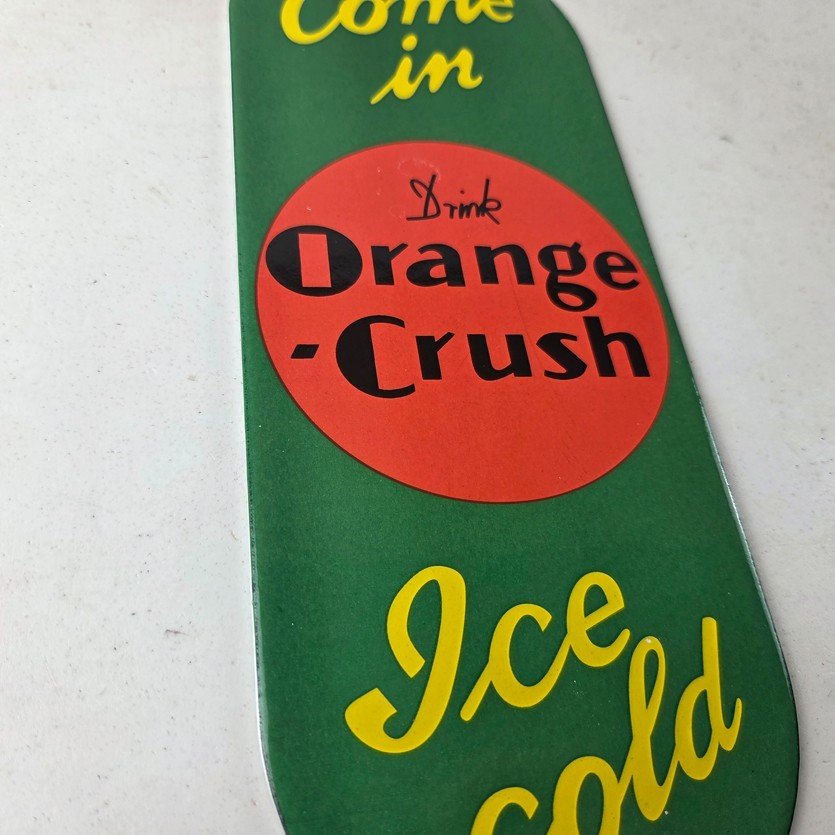 Come
in
Drink
Orange
-Crush
Ice
cold